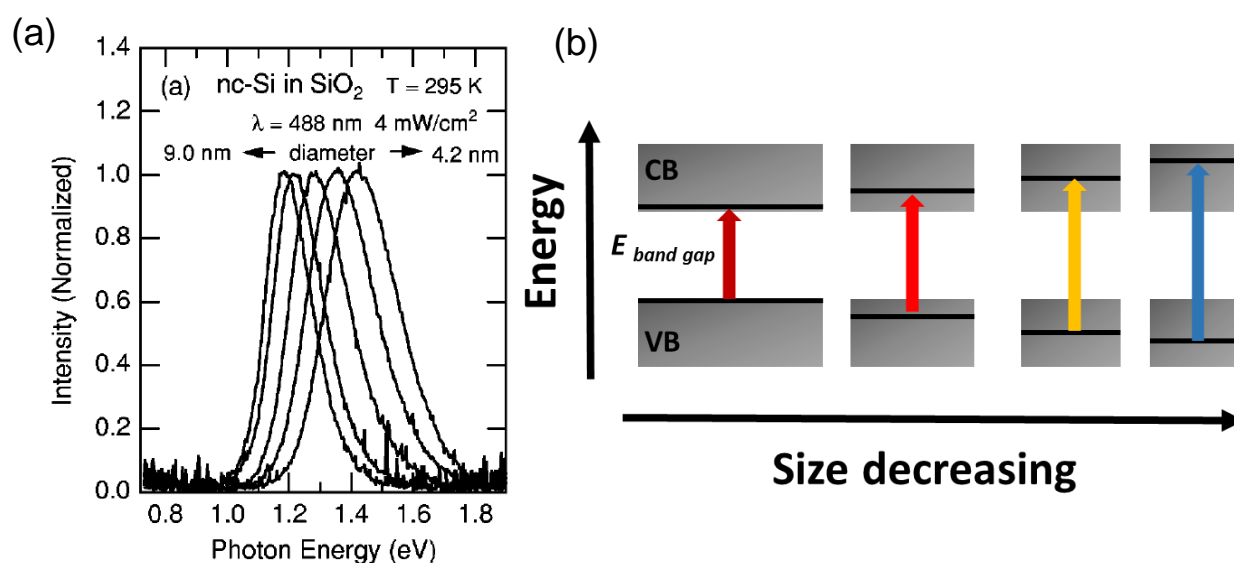 (a)
1.4
1.2
1.0
0.8
0.6
0.4
0.2
0.0
Intensity (Normalized)
(a) nc-Si in SiO₂ T = 295 K
λ = 488 nm 4 mW/cm²
9.0 nm ← diameter → 4.2 nm
0.8 1.0 1.2 1.4 1.6 1.8
Photon Energy (eV)
(b)
Energy
CB
E band gap
VB
Size decreasing